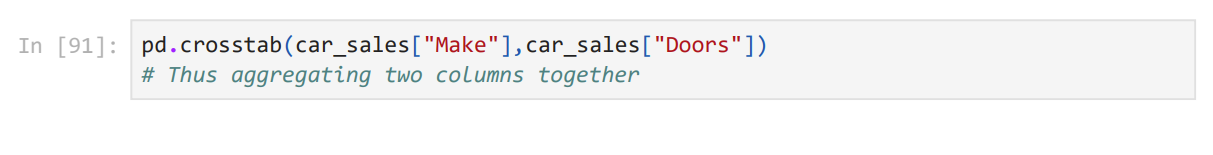 In [91]: pd.crosstab(car_sales["Make"],car_sales["Doors"])
# Thus aggregating two columns together